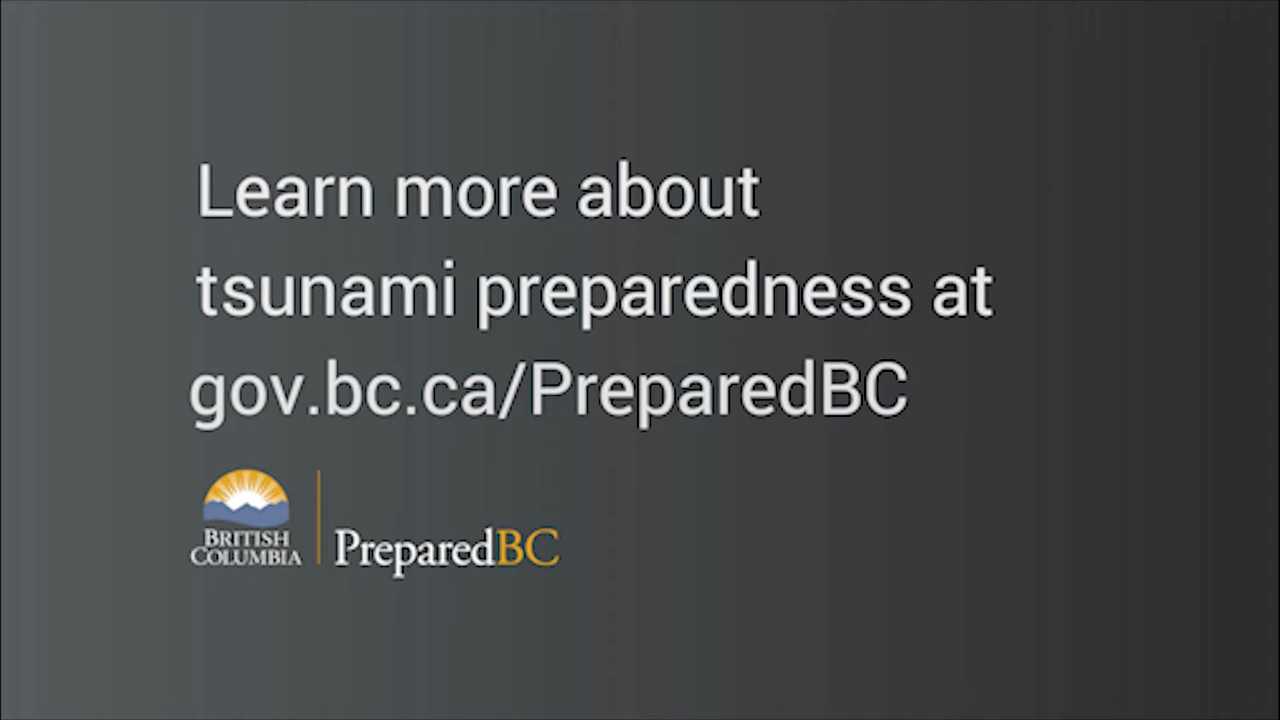 Learn more about
tsunami preparedness at
gov.bc.ca/PreparedBC
BRITISH
COLUMBIA
PreparedBC